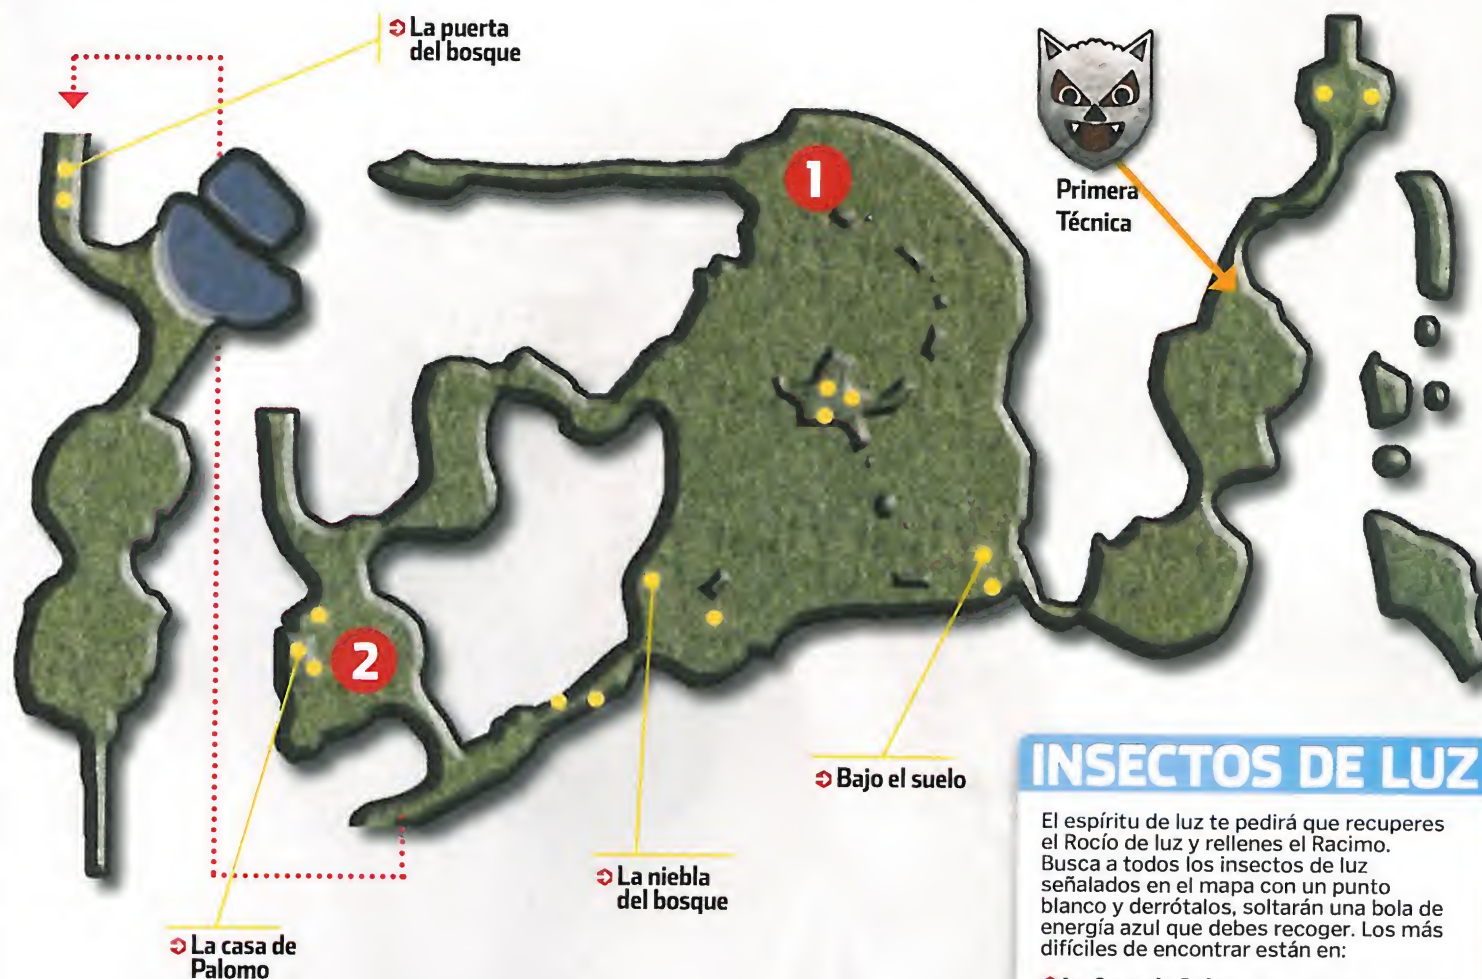 La puerta
del bosque
1
Primera
Técnica
2
Bajo el suelo
La niebla
del bosque
La casa de
Palomo
INSECTOS DE LUZ
El espíritu de luz te pedirá que recuperes
el Rocío de luz y rellenes el Racimo.
Busca a todos los insectos de luz
señalados en el mapa con un punto
blanco y derrótalos, soltarán una bola de
energía azul que debes recoger. Los más
difíciles de encontrar están en: